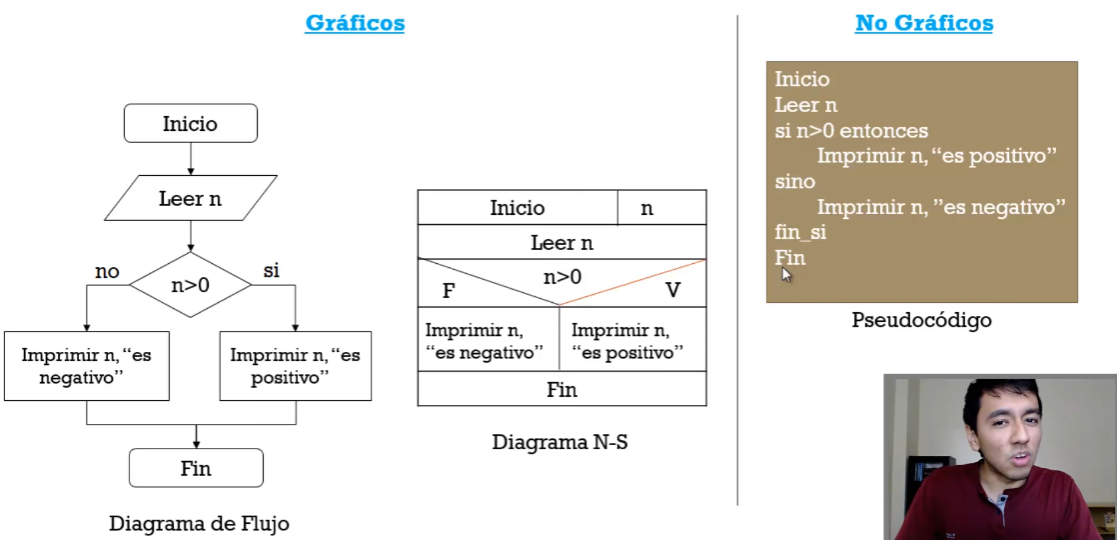 Gráficos
Inicio
Leer n
n>0
no
si
Imprimir n, “es
negativo”
Imprimir n, “es
positivo”
Fin
Diagrama de Flujo
Inicio
n
Leer n
n>0
F
V
Imprimir n,
“es negativo”
Imprimir n,
“es positivo”
Fin
Diagrama N-S
No Gráficos
Inicio
Leer n
si n>0 entonces
Imprimir n, “es positivo”
sino
Imprimir n, ”es negativo”
fin_si
Fin
Pseudocódigo